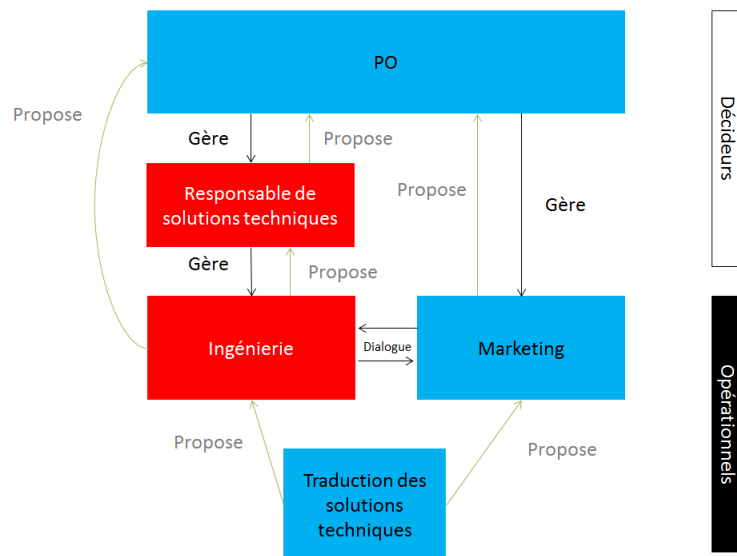 PO
Propose
Gère
Propose
Responsable de
solutions techniques
Propose
Gère
Gère
Propose
Ingénierie
Dialogue
Marketing
Propose
Propose
Traduction des
solutions
techniques
Décideurs
Opérationnels